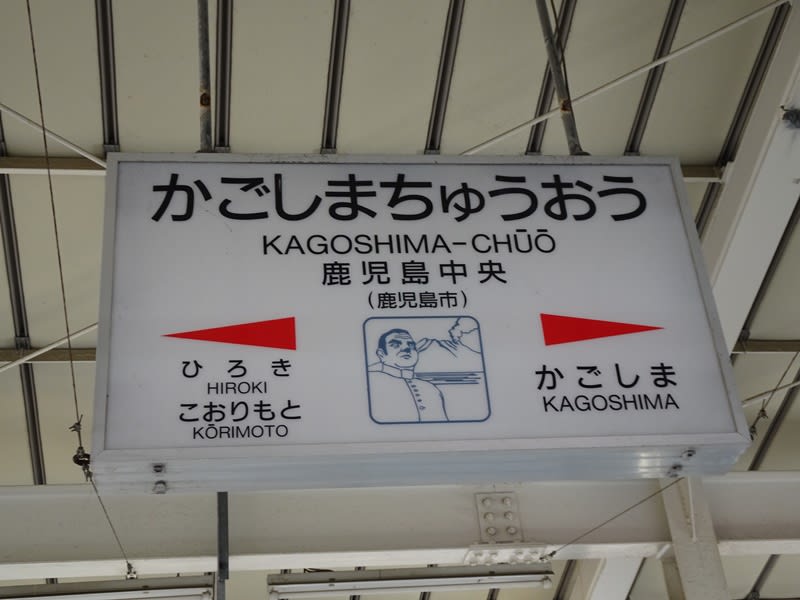 かごしまちゅうおう
KAGOSHIMA-CHŪŌ
鹿児島中央
(鹿児島市)
ひろき
HIROKI
こおりもと
KŌRIMOTO
かごしま
KAGOSHIMA